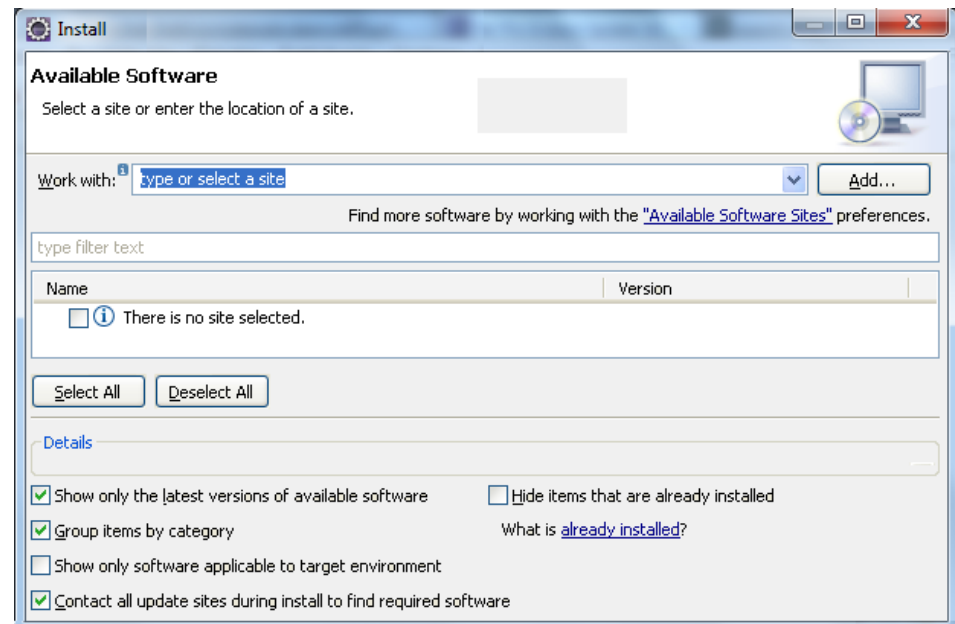 Install
Available Software
Select a site or enter the location of a site.
Work with: type or select a site Add...
Find more software by working with the "Available Software Sites" preferences.
type filter text
Name Version
There is no site selected.
Select All Deselect All
Details
Show only the latest versions of available software Hide items that are already installed
Group items by category What is already installed?
Show only software applicable to target environment
Contact all update sites during install to find required software